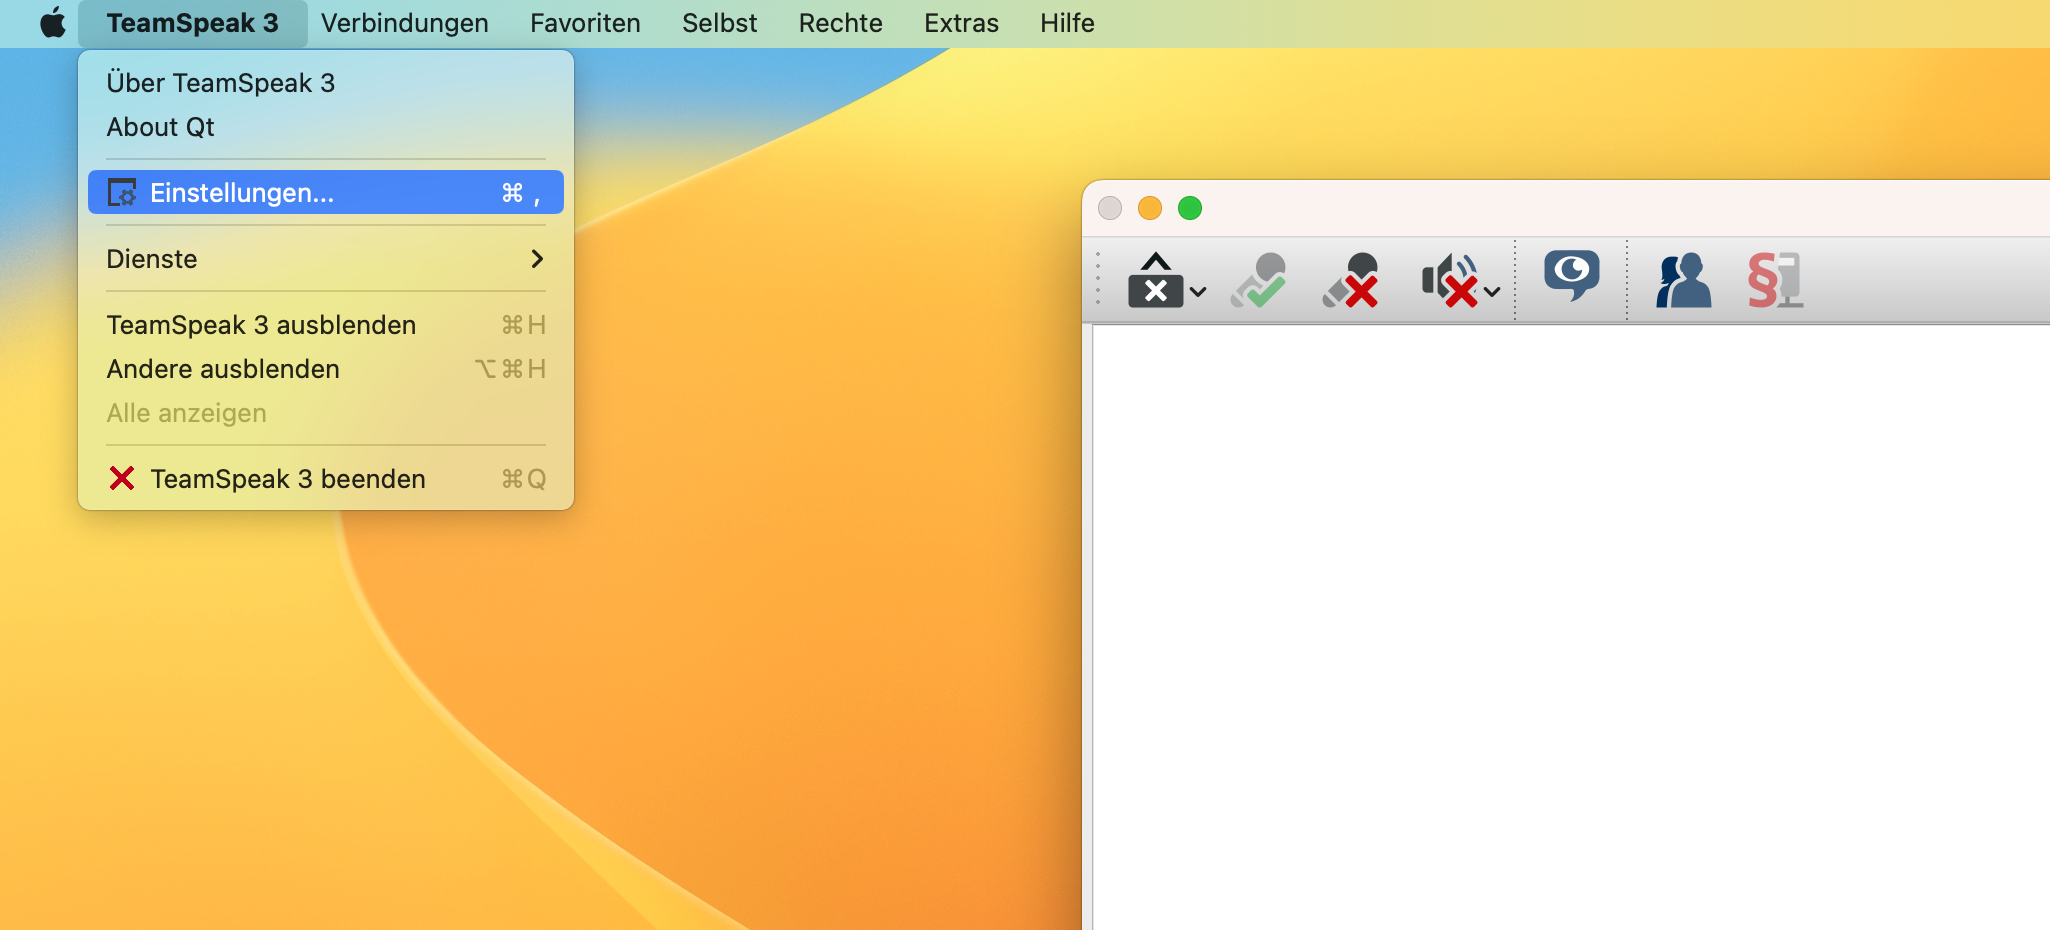 TeamSpeak 3 Verbindungen Favoriten Selbst Rechte Extras Hilfe
Über TeamSpeak 3
About Qt
Einstellungen... ⌘ ,
Dienste
TeamSpeak 3 ausblenden ⌘H
Andere ausblenden ⌥⌘H
Alle anzeigen
TeamSpeak 3 beenden ⌘Q
§